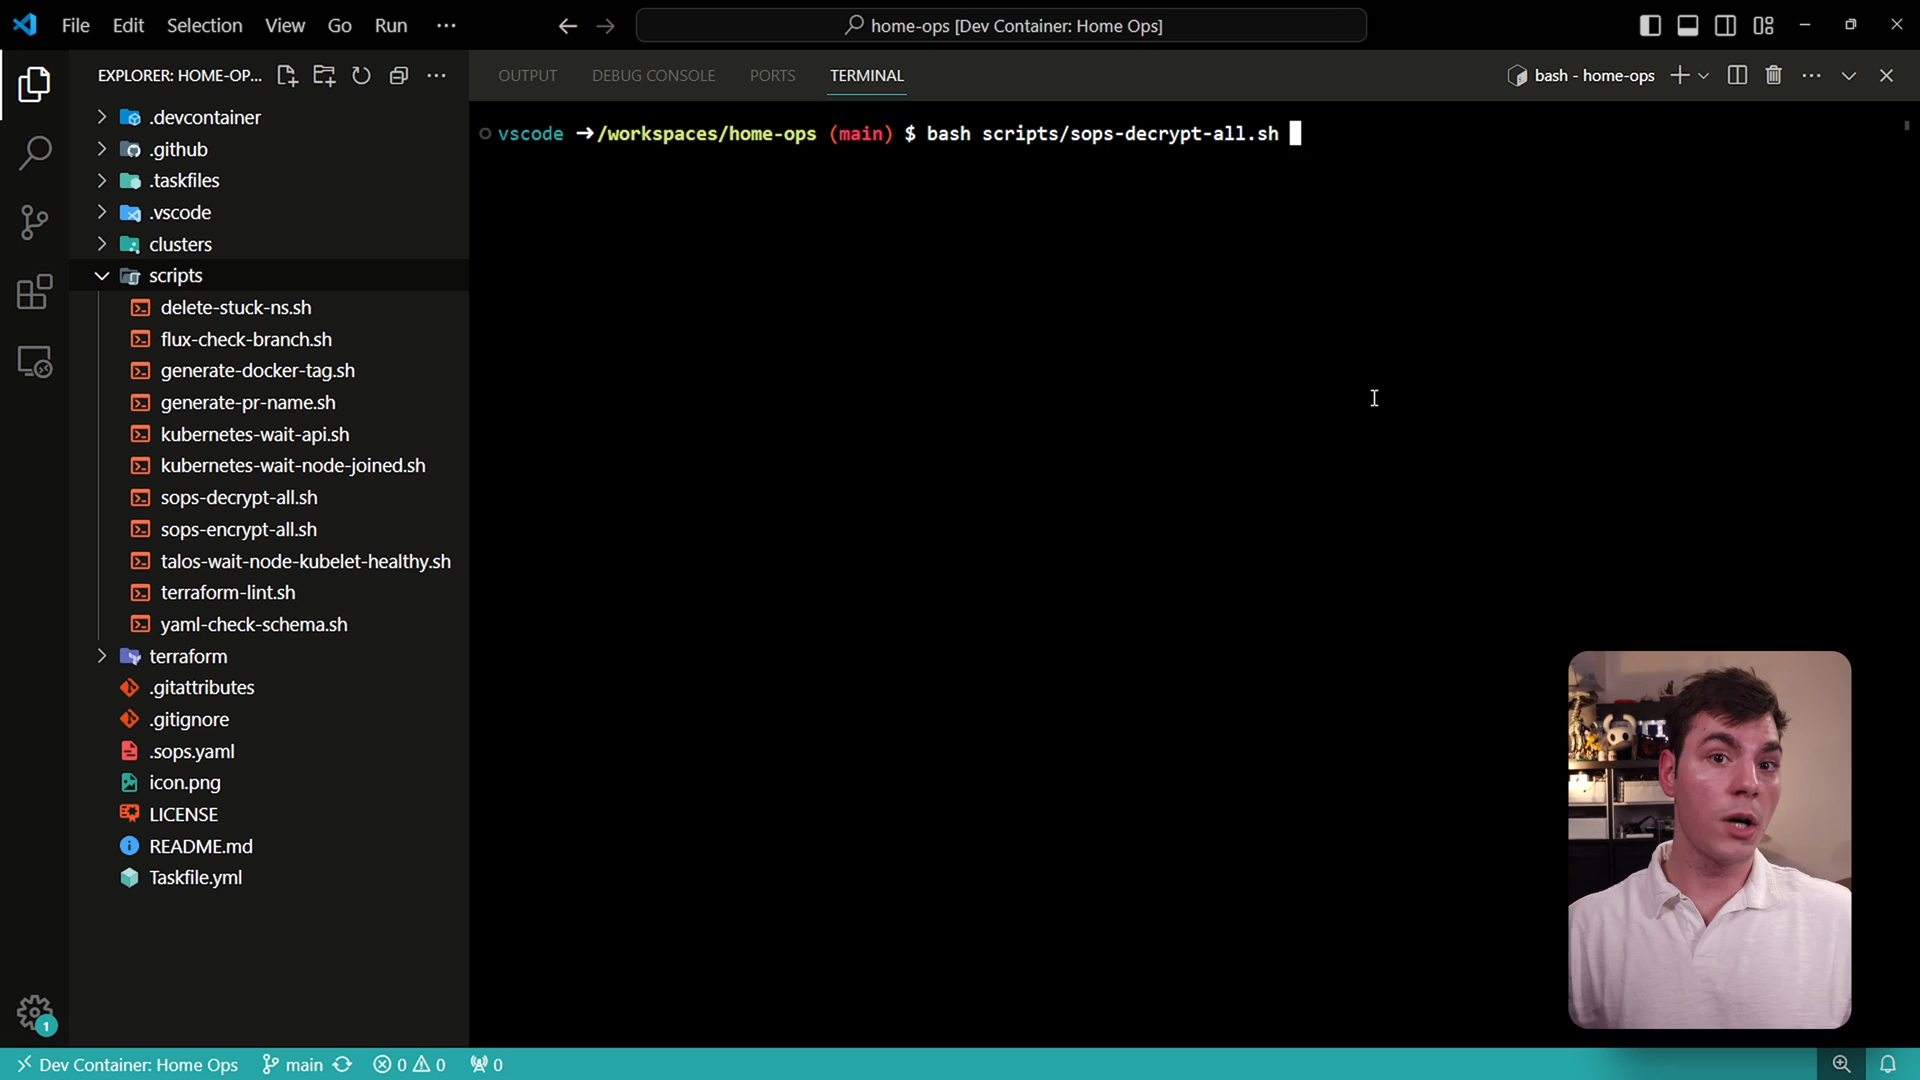 File Edit Selection View Go Run ···
home-ops [Dev Container: Home Ops]
EXPLORER: HOME-OP...
.devcontainer
.github
.taskfiles
.vscode
clusters
scripts
delete-stuck-ns.sh
flux-check-branch.sh
generate-docker-tag.sh
generate-pr-name.sh
kubernetes-wait-api.sh
kubernetes-wait-node-joined.sh
sops-decrypt-all.sh
sops-encrypt-all.sh
talos-wait-node-kubelet-healthy.sh
terraform-lint.sh
yaml-check-schema.sh
terraform
.gitattributes
.gitignore
.sops.yaml
icon.png
LICENSE
README.md
Taskfile.yml
1
OUTPUT DEBUG CONSOLE PORTS TERMINAL
bash - home-ops
vscode ➜ /workspaces/home-ops (main) $ bash scripts/sops-decrypt-all.sh
Dev Container: Home Ops main 0 0 0